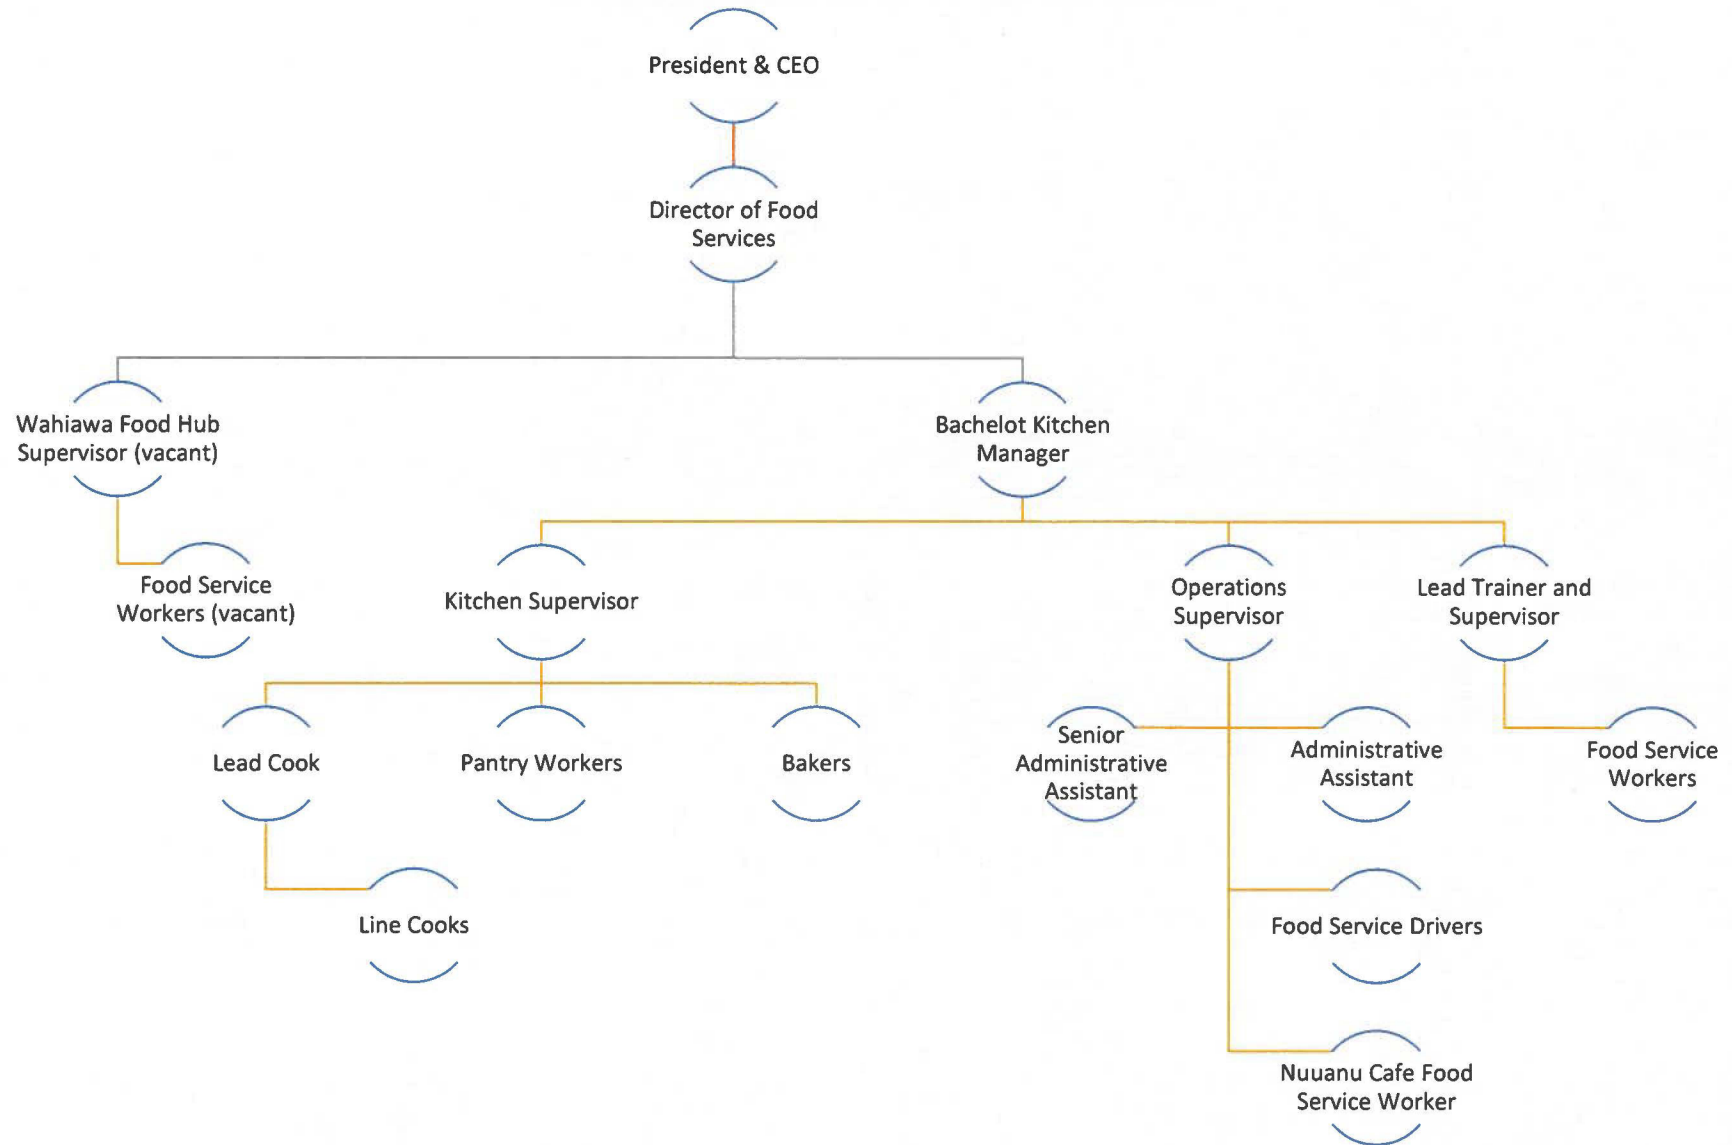 President & CEO
Director of Food
Services
Wahiawa Food Hub
Supervisor (vacant)
Bachelot Kitchen
Manager
Food Service
Workers (vacant)
Kitchen Supervisor
Operations
Supervisor
Lead Trainer and
Supervisor
Lead Cook
Pantry Workers
Bakers
Senior
Administrative
Assistant
Administrative
Assistant
Food Service
Workers
Line Cooks
Food Service Drivers
Nuuanu Cafe Food
Service Worker